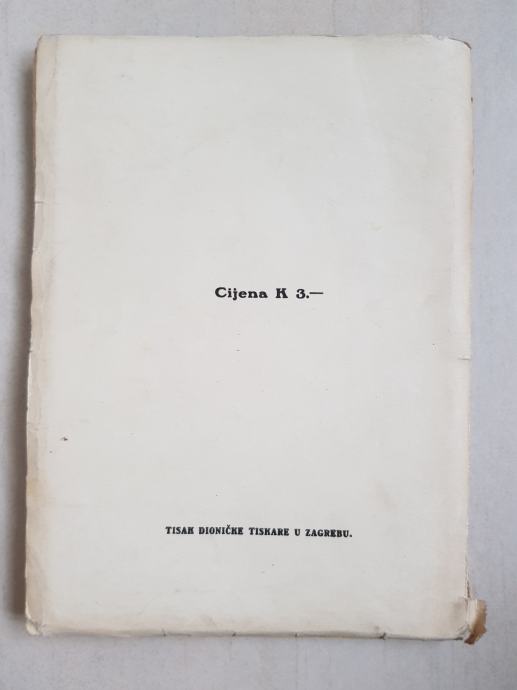 Cijena K 3.—
TISAK DIONIČKE TISKARE U ZAGREBU.